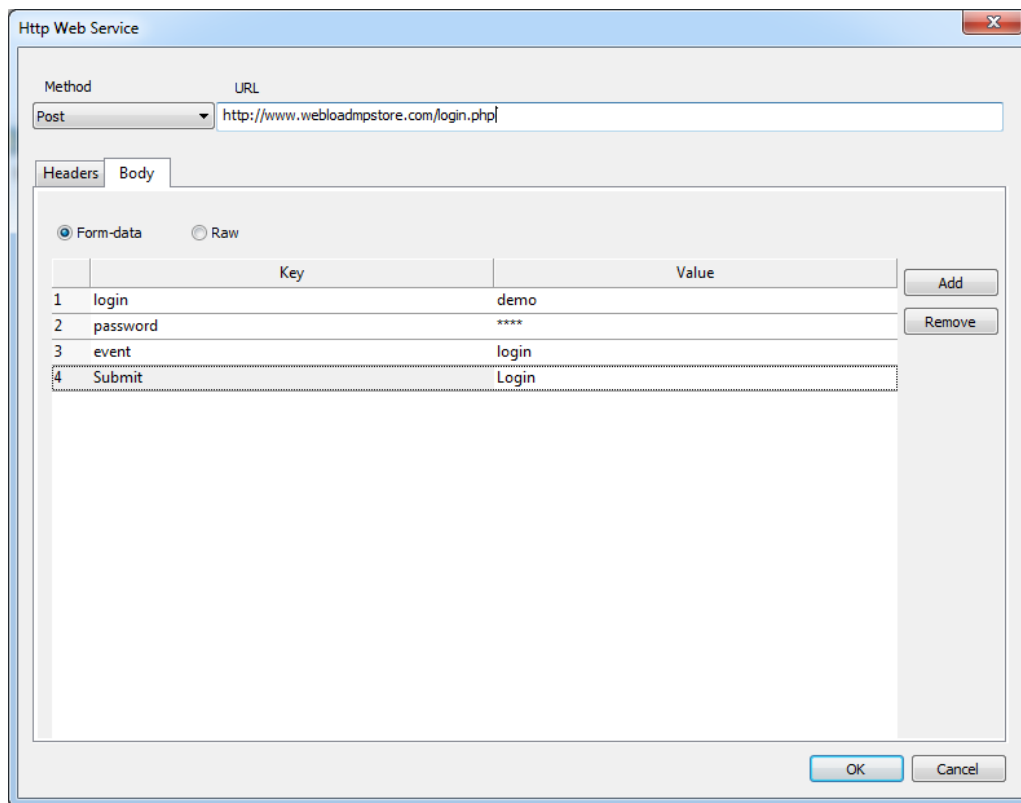 Http Web Service
Method URL
Post http://www.webloadmpstore.com/login.php
Headers Body
Form-data Raw
Key Value
Add
1 login demo
2 password ****
Remove
3 event login
4 Submit Login
OK Cancel